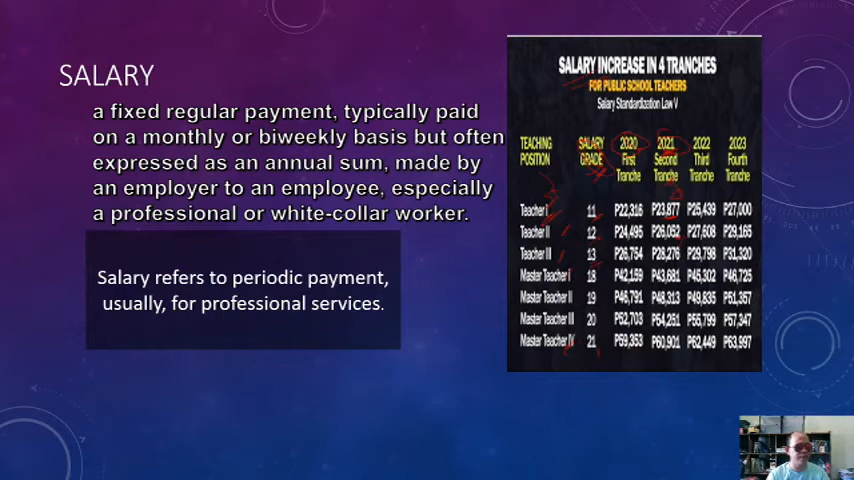 SALARY
a fixed regular payment, typically paid
on a monthly or biweekly basis but often
expressed as an annual sum, made by
an employer to an employee, especially
a professional or white-collar worker.
Salary refers to periodic payment,
usually, for professional services.
SALARY INCREASE IN 4 TRANCHES
FOR PUBLIC SCHOOL TEACHERS
Salary Standardization Law V
TEACHING POSITION SALARY GRADE 2020 First Tranche 2021 Second Tranche 2022 Third Tranche 2023 Fourth Tranche
Teacher I 11 P22,316 P23,877 P25,439 P27,000
Teacher II 12 P24,495 P26,052 P27,608 P29,165
Teacher III 13 P26,754 P28,276 P29,798 P31,320
Master Teacher I 18 P42,159 P43,681 P45,202 P46,725
Master Teacher II 19 P46,791 P48,313 P49,835 P51,357
Master Teacher III 20 P52,703 P54,251 P55,799 P57,347
Master Teacher IV 21 P59,353 P60,901 P62,449 P63,997